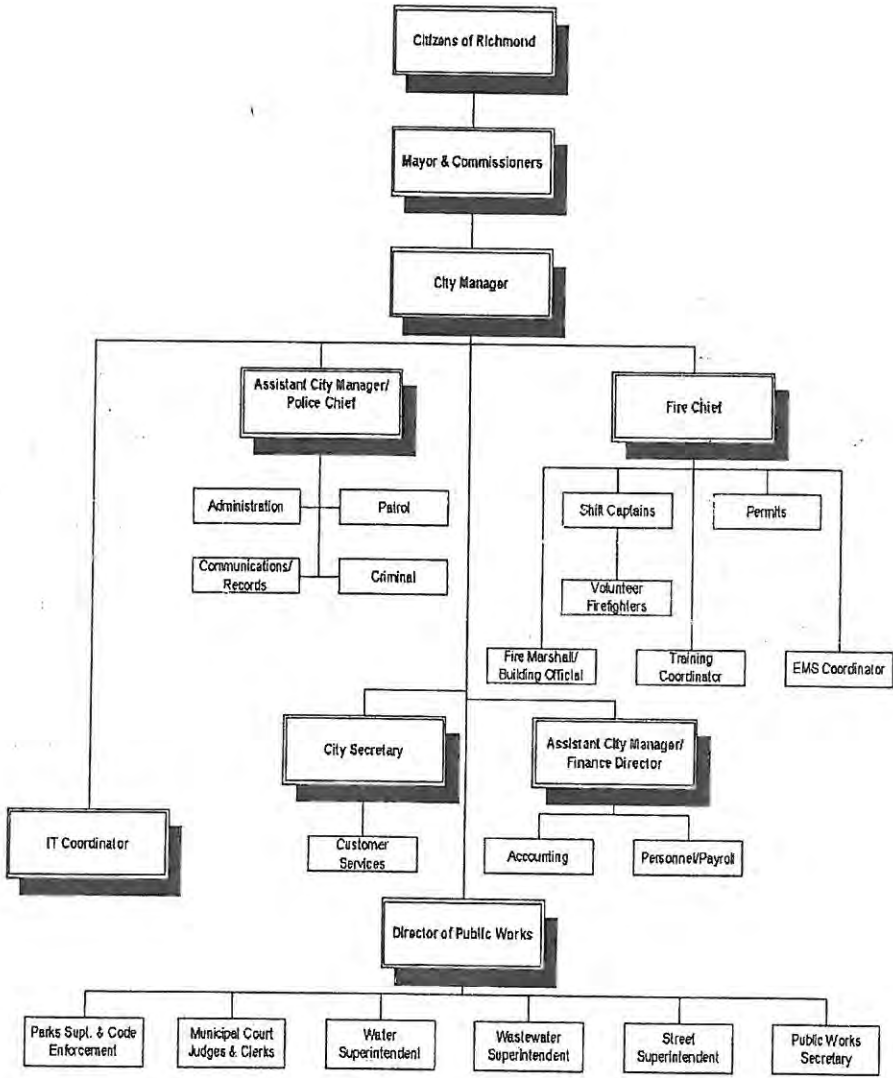 Citizens of Richmond
Mayor & Commissioners
City Manager
Assistant City Manager/
Police Chief
Fire Chief
Administration
Patrol
Shift Captains
Permits
Communications/
Records
Criminal
Volunteer
Firefighters
Fire Marshall/
Building Official
Training
Coordinator
EMS Coordinator
City Secretary
Assistant City Manager/
Finance Director
IT Coordinator
Customer
Services
Accounting
Personnel/Payroll
Director of Public Works
Parks Supt. & Code
Enforcement
Municipal Court
Judges & Clerks
Water
Superintendent
Wastewater
Superintendent
Street
Superintendent
Public Works
Secretary